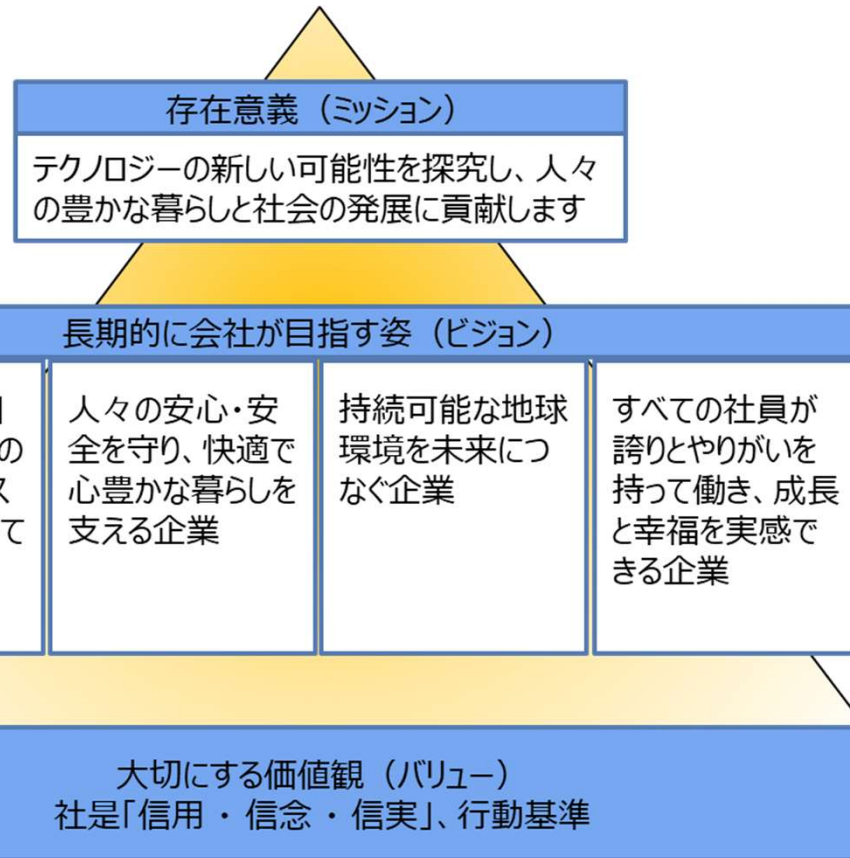 存在意義（ミッション）
テクノロジーの新しい可能性を探究し、人々
の豊かな暮らしと社会の発展に貢献します
長期的に会社が目指す姿（ビジョン）
の
ス
て
人々の安心・安
全を守り、快適で
心豊かな暮らしを
支える企業
持続可能な地球
環境を未来につ
なぐ企業
すべての社員が
誇りとやりがいを
持って働き、成長
と幸福を実感で
きる企業
大切にする価値観（バリュー）
社是「信用 ・ 信念 ・ 信実」、行動基準